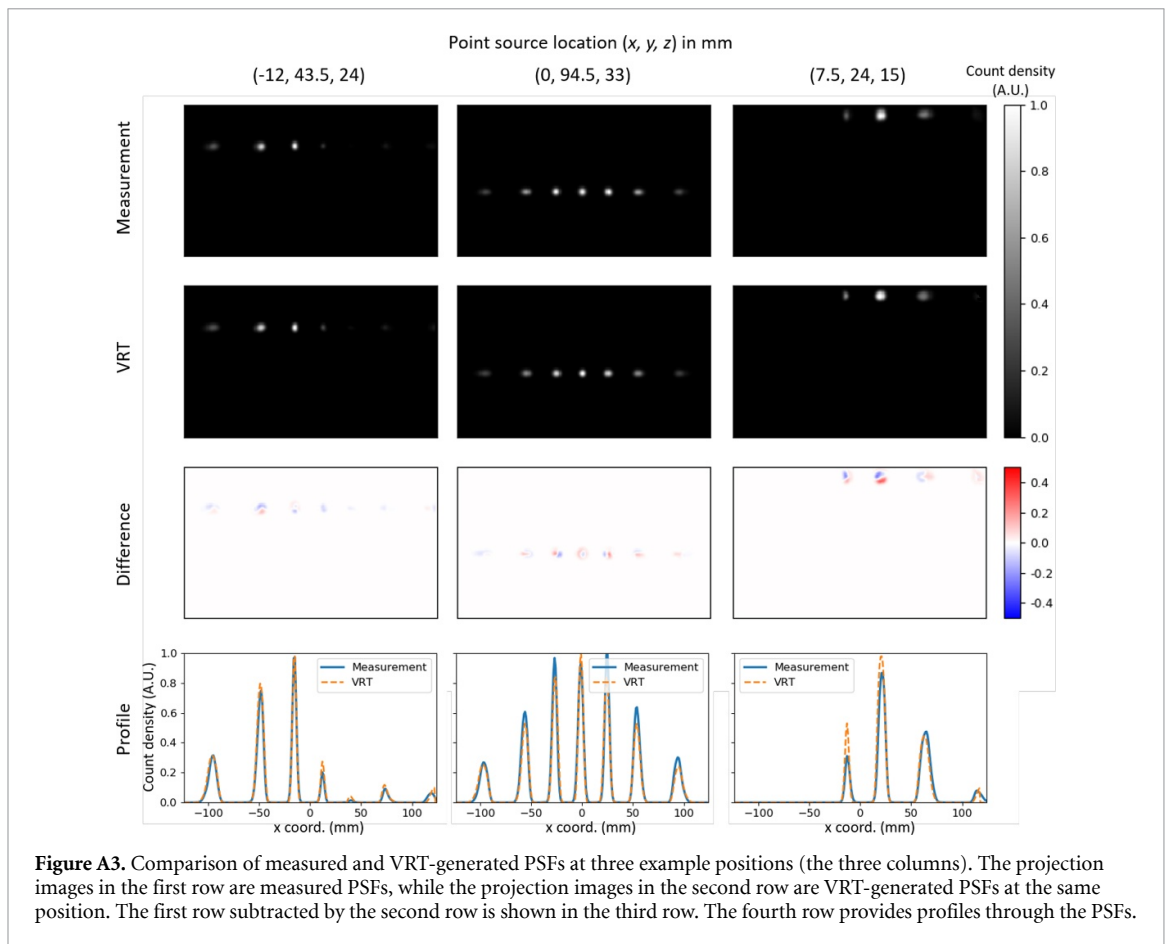 Point source location (x, y, z) in mm
(-12, 43.5, 24)
(0, 94.5, 33)
(7.5, 24, 15)
Count density
(A.U.)
Measurement
1.0
0.8
0.6
0.4
0.2
0.0
VRT
Difference
0.4
0.2
0.0
-0.2
-0.4
Profile
Count density (A.U.)
1.0
0.8
0.6
0.4
0.2
0.0
Measurement
VRT
−100
−50
0
50
100
x coord. (mm)
Measurement
VRT
−100
−50
0
50
100
x coord. (mm)
Measurement
VRT
−100
−50
0
50
100
x coord. (mm)
Figure A3. Comparison of measured and VRT-generated PSFs at three example positions (the three columns). The projection
images in the first row are measured PSFs, while the projection images in the second row are VRT-generated PSFs at the same
position. The first row subtracted by the second row is shown in the third row. The fourth row provides profiles through the PSFs.